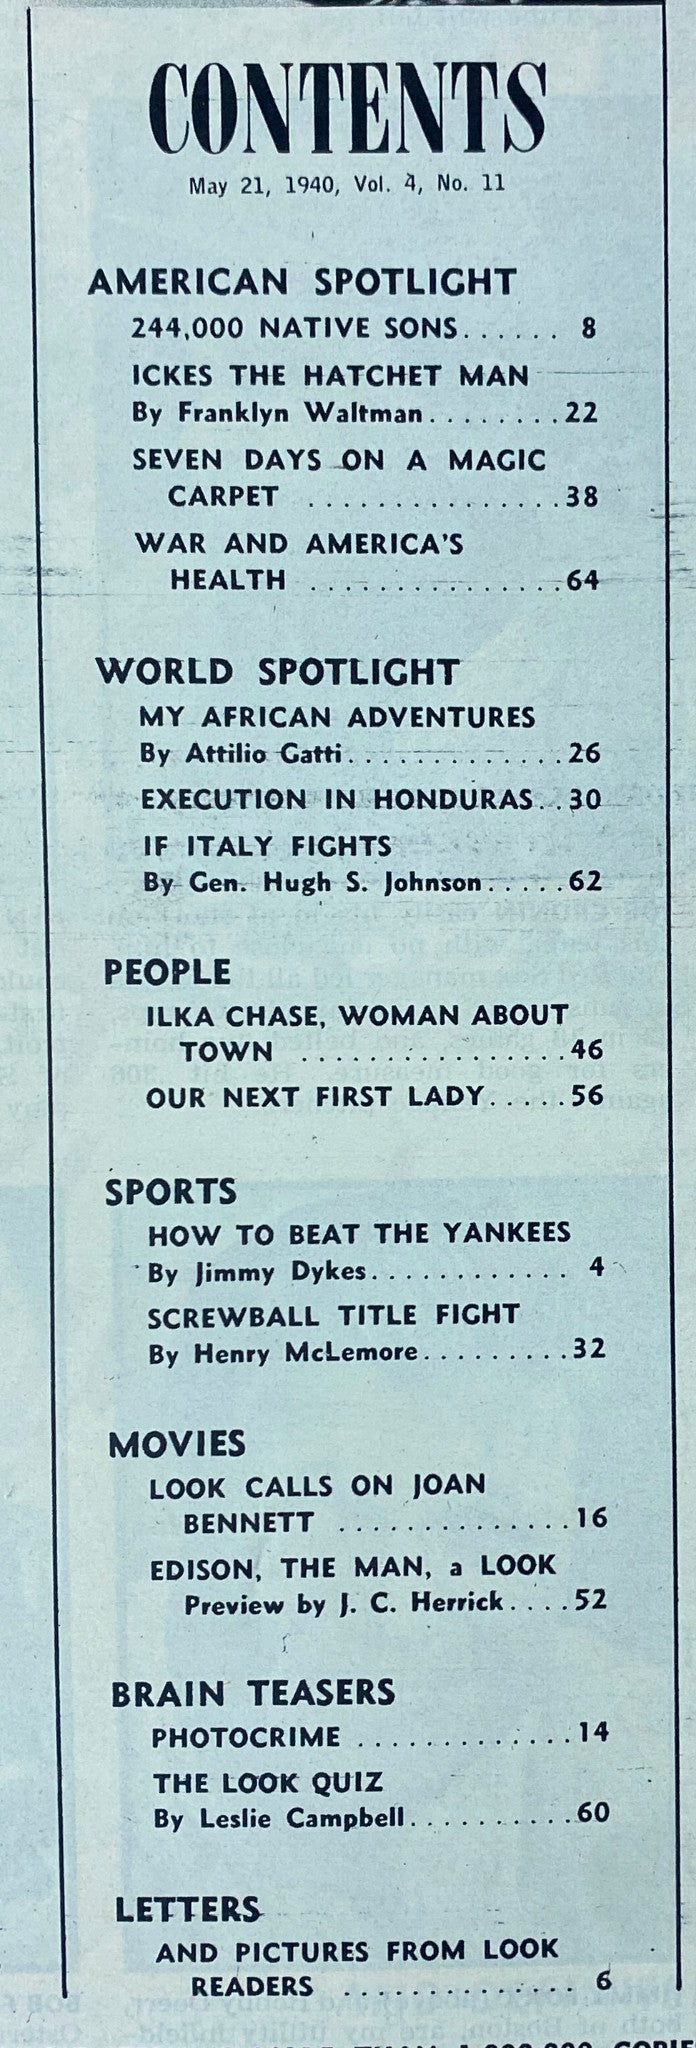 CONTENTS
May 21, 1940, Vol. 4, No. 11
AMERICAN SPOTLIGHT
244,000 NATIVE SONS...... 8
ICKES THE HATCHET MAN
By Franklyn Waltman........22
SEVEN DAYS ON A MAGIC
CARPET ...............38
WAR AND AMERICA'S
HEALTH ...............64
WORLD SPOTLIGHT
MY AFRICAN ADVENTURES
By Attilio Gatti.............26
EXECUTION IN HONDURAS..30
IF ITALY FIGHTS
By Gen. Hugh S. Johnson.....62
PEOPLE
ILKA CHASE, WOMAN ABOUT
TOWN ................46
OUR NEXT FIRST LADY.....56
SPORTS
HOW TO BEAT THE YANKEES
By Jimmy Dykes............ 4
SCREWBALL TITLE FIGHT
By Henry McLemore.........32
MOVIES
LOOK CALLS ON JOAN
BENNETT ..............16
EDISON, THE MAN, a LOOK
Preview by J. C. Herrick....52
BRAIN TEASERS
PHOTOCRIME .............14
THE LOOK QUIZ
By Leslie Campbell..........60
LETTERS
AND PICTURES FROM LOOK
READERS .............. 6